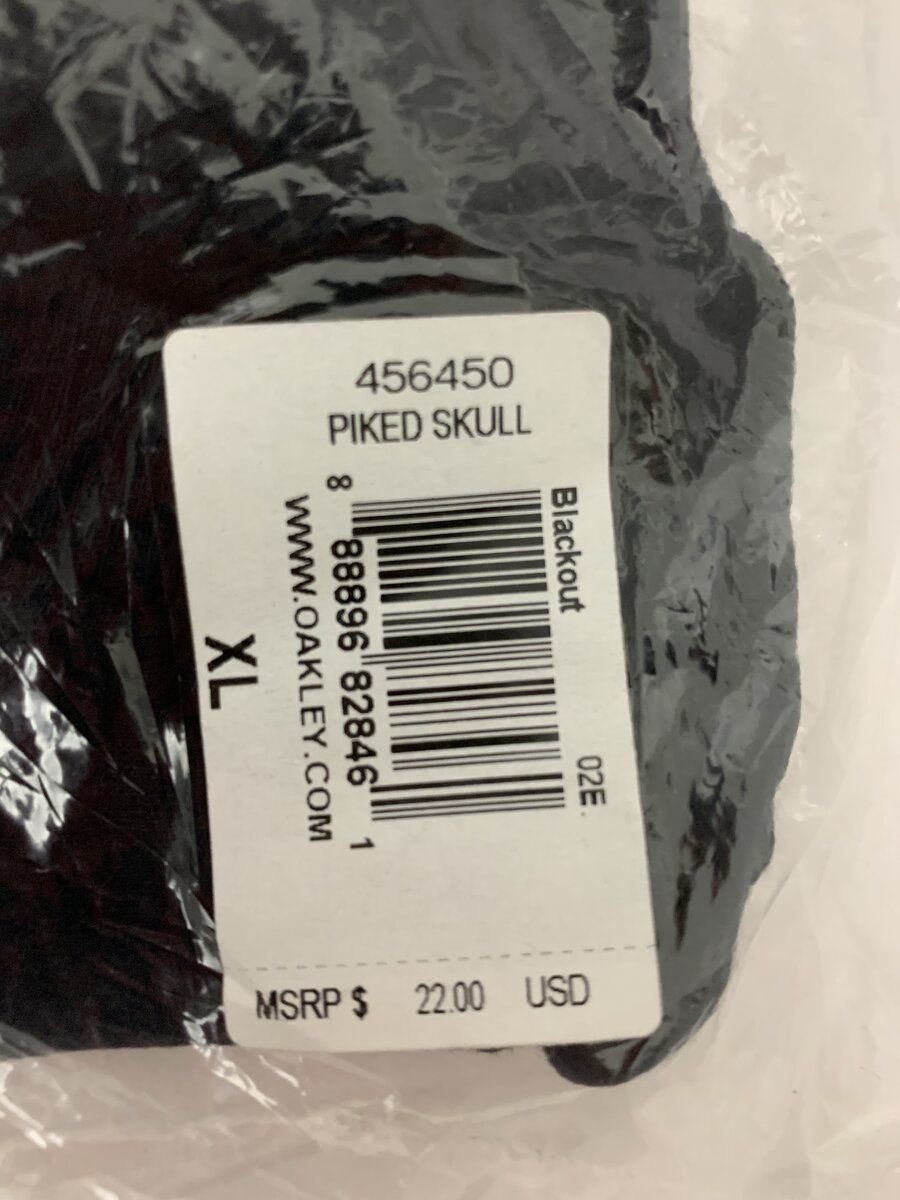 456450
PIKED SKULL
Blackout 02E.
8 88896 82846 1
WWW.OAKLEY.COM
XL
MSRP $ 22.00 USD